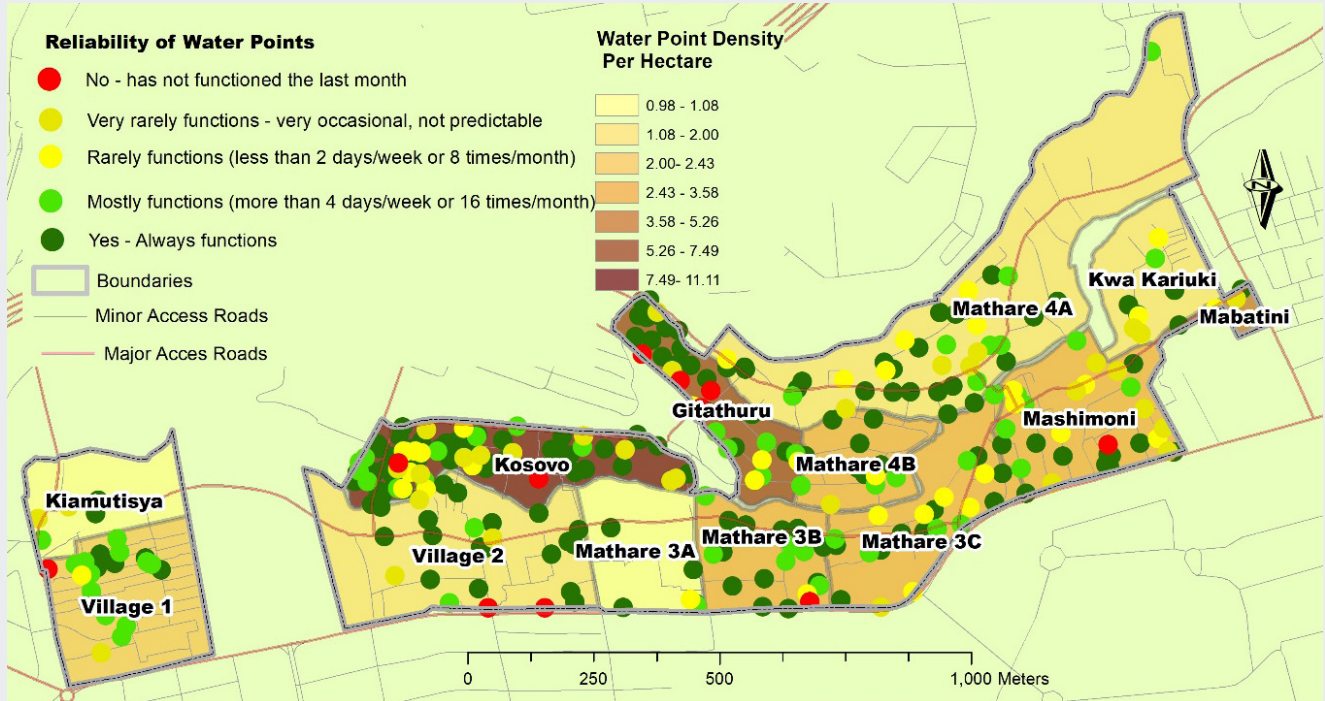 Reliability of Water Points
No - has not functioned the last month
Very rarely functions - very occasional, not predictable
Rarely functions (less than 2 days/week or 8 times/month)
Mostly functions (more than 4 days/week or 16 times/month)
Yes - Always functions
Boundaries
Minor Access Roads
Major Acces Roads
Water Point Density
Per Hectare
0.98 - 1.08
1.08 - 2.00
2.00- 2.43
2.43 - 3.58
3.58 - 5.26
5.26 - 7.49
7.49- 11.11
N
Kwa Kariuki
Mathare 4A
Mabatini
Gitathuru
Mashimoni
Kosovo
Mathare 4B
Kiamutisya
Mathare 3B
Mathare 3C
Village 2
Mathare 3A
Village 1
0 250 500 1,000 Meters